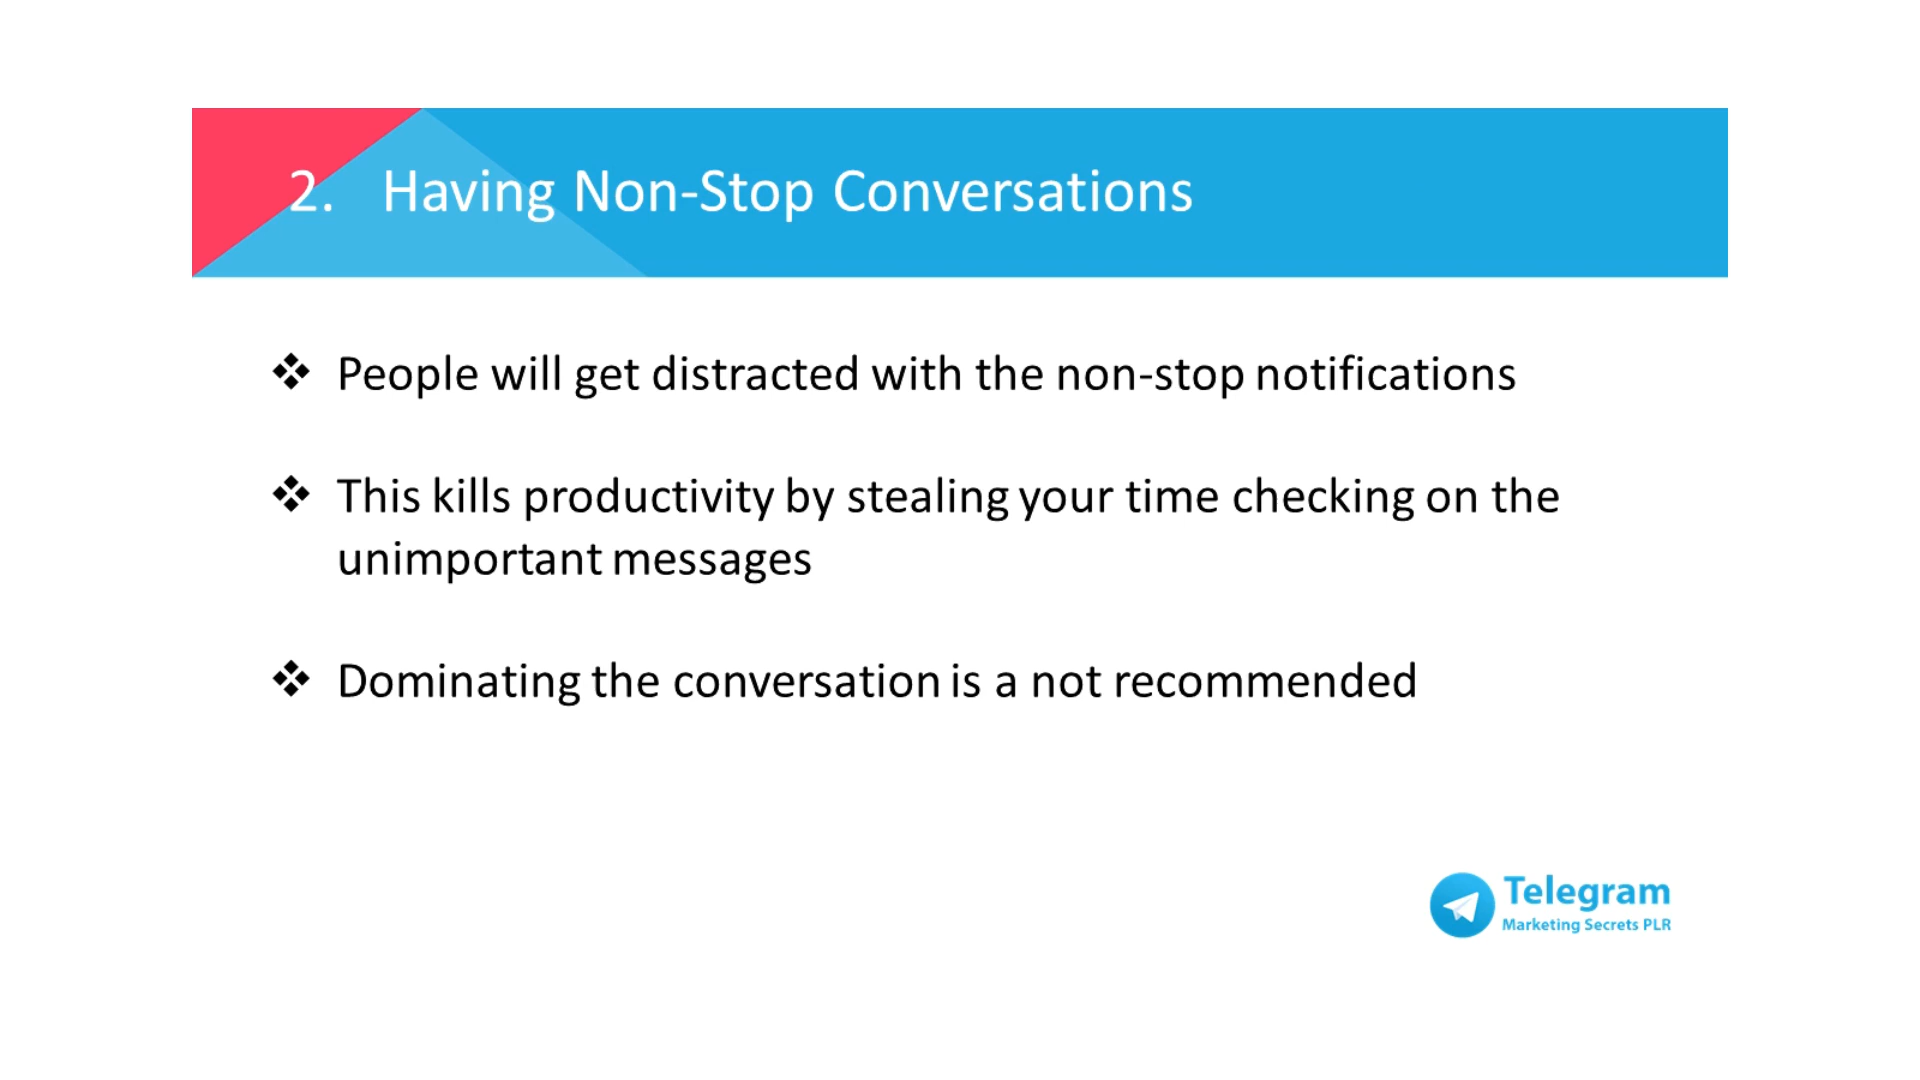 2. Having Non-Stop Conversations
❖ People will get distracted with the non-stop notifications
❖ This kills productivity by stealing your time checking on the
unimportant messages
❖ Dominating the conversation is a not recommended
Telegram
Marketing Secrets PLR